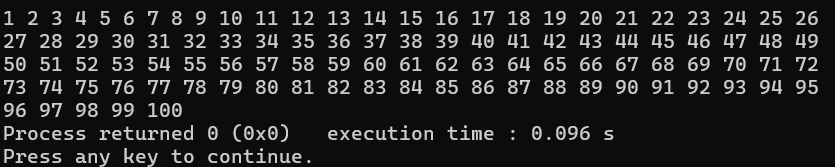 1 2 3 4 5 6 7 8 9 10 11 12 13 14 15 16 17 18 19 20 21 22 23 24 25 26
27 28 29 30 31 32 33 34 35 36 37 38 39 40 41 42 43 44 45 46 47 48 49
50 51 52 53 54 55 56 57 58 59 60 61 62 63 64 65 66 67 68 69 70 71 72
73 74 75 76 77 78 79 80 81 82 83 84 85 86 87 88 89 90 91 92 93 94 95
96 97 98 99 100
Process returned 0 (0x0)   execution time : 0.096 s
Press any key to continue.